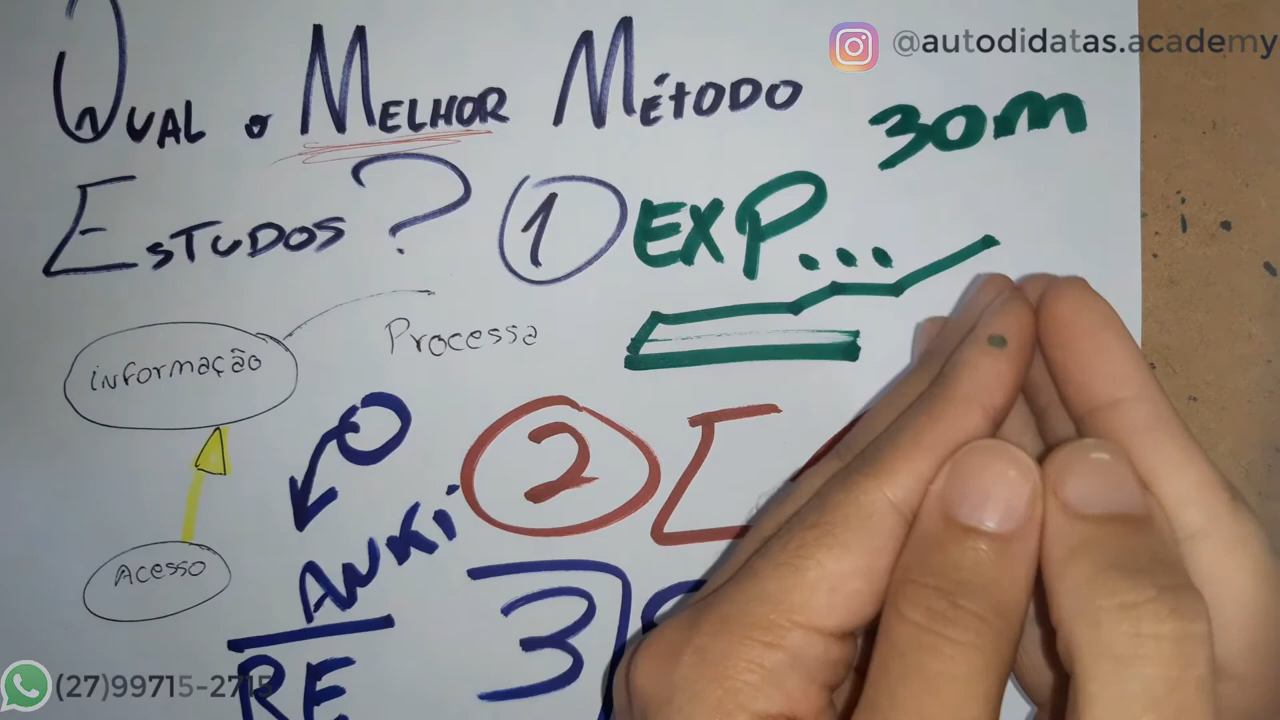 @autodidatas.academy
QUAL o MELHOR MÉTODO
30m
ESTUDOS? 1 EXP...
Processa
informação
2
Acesso
ANKi
3
RE
(27)99715-2715